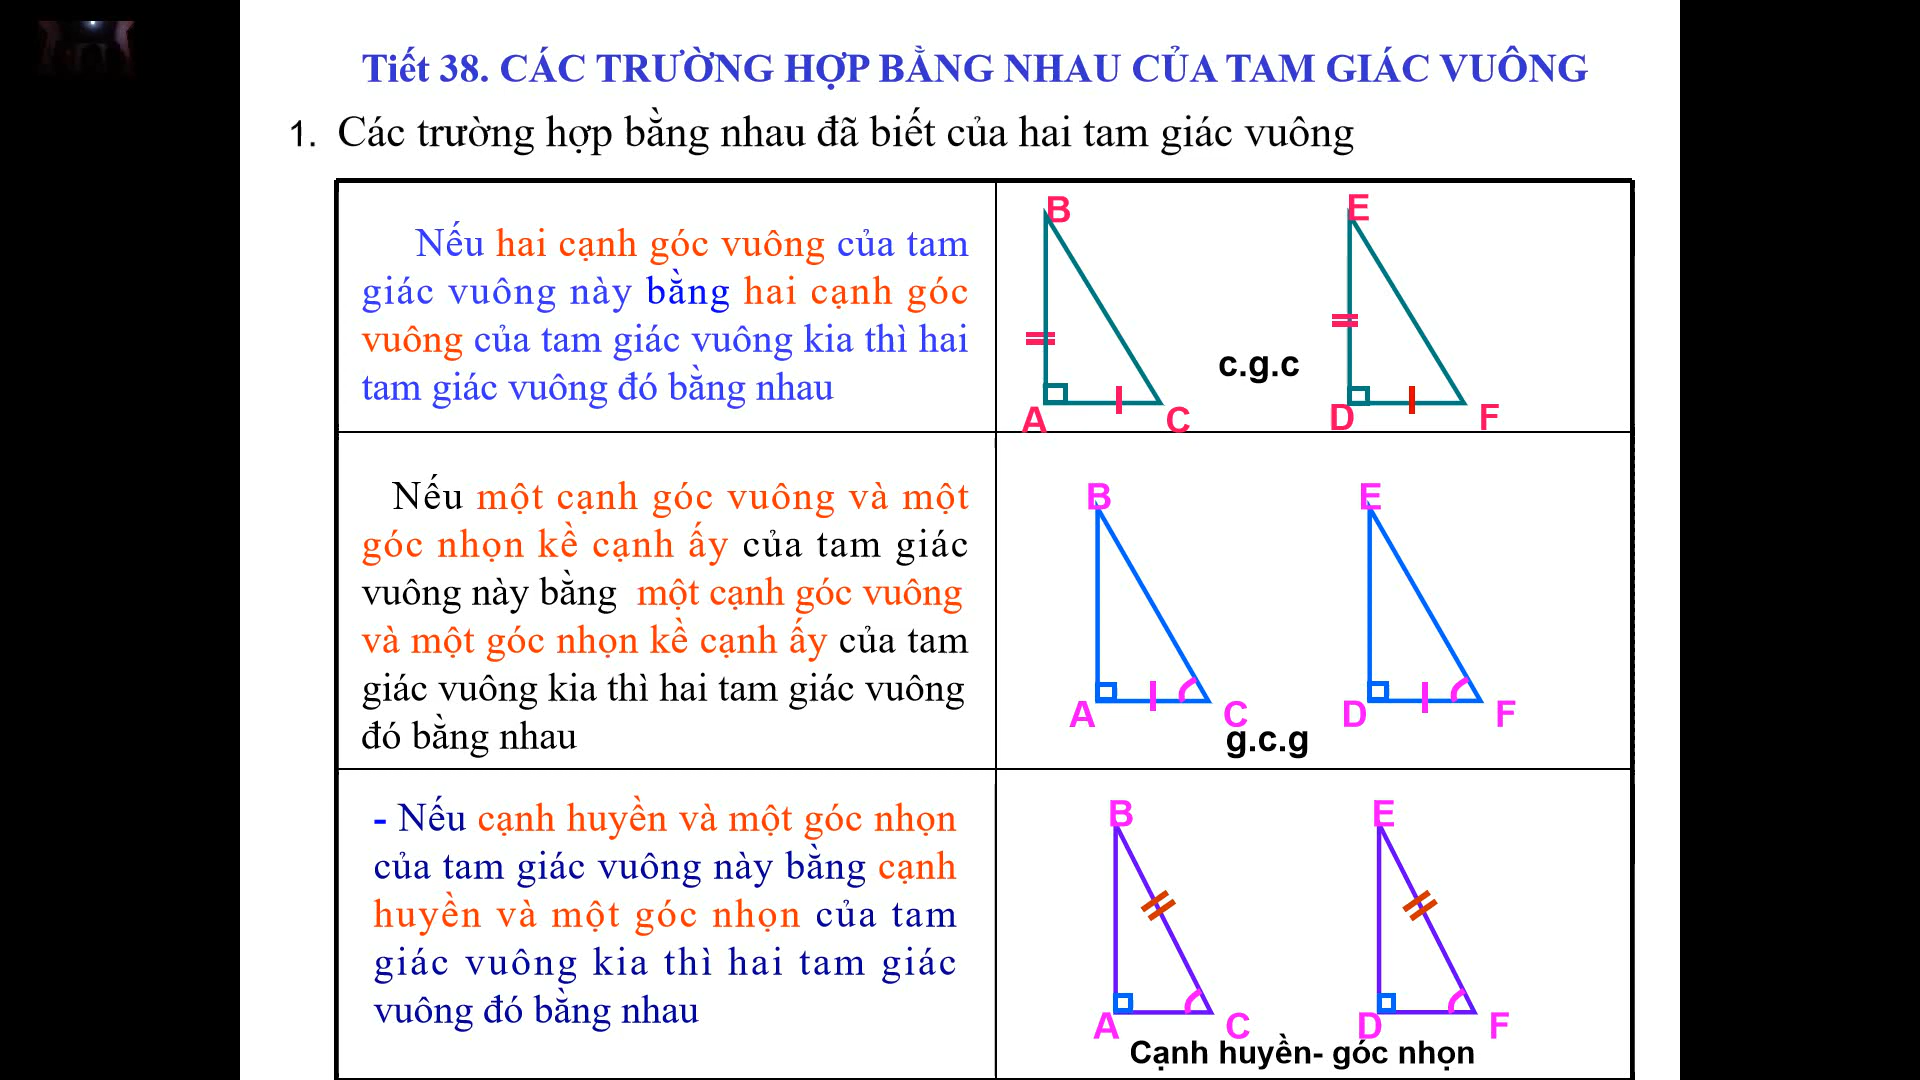 Tiết 38. CÁC TRƯỜNG HỢP BẰNG NHAU CỦA TAM GIÁC VUÔNG
1. Các trường hợp bằng nhau đã biết của hai tam giác vuông
Nếu hai cạnh góc vuông của tam
giác vuông này bằng hai cạnh góc
vuông của tam giác vuông kia thì hai
tam giác vuông đó bằng nhau
B E
c.g.c
A C D F
Nếu một cạnh góc vuông và một
góc nhọn kề cạnh ấy của tam giác
vuông này bằng một cạnh góc vuông
và một góc nhọn kề cạnh ấy của tam
giác vuông kia thì hai tam giác vuông
đó bằng nhau
B E
A C D F
g.c.g
- Nếu cạnh huyền và một góc nhọn
của tam giác vuông này bằng cạnh
huyền và một góc nhọn của tam
giác vuông kia thì hai tam giác
vuông đó bằng nhau
B E
A C D F
Cạnh huyền- góc nhọn